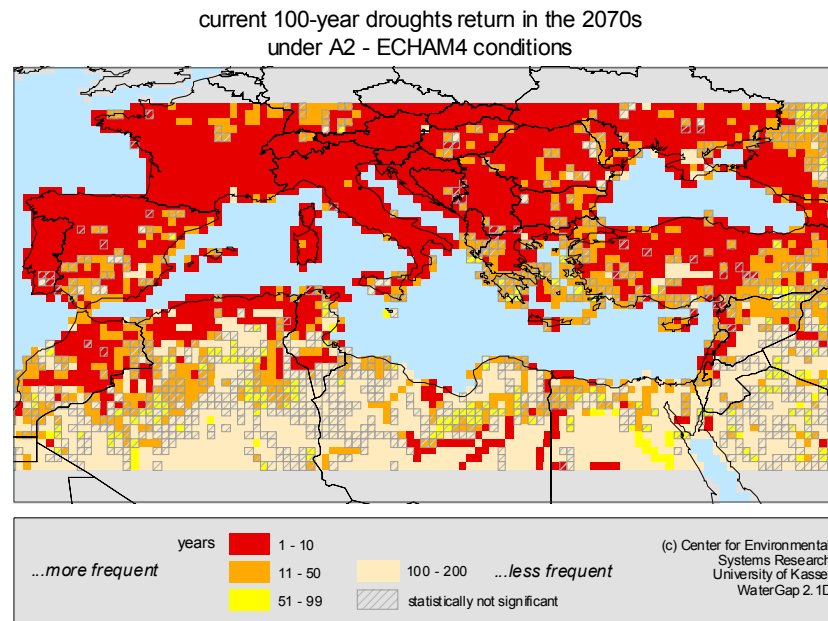 current 100-year droughts return in the 2070s
under A2 - ECHAM4 conditions
years
1 - 10
...more frequent
11 - 50
100 - 200
...less frequent
51 - 99
statistically not significant
(c) Center for Environmental
Systems Research
University of Kassel
WaterGap 2.1D